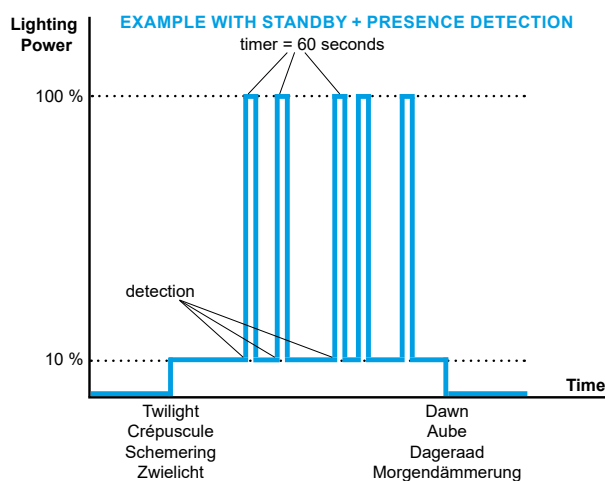 Lighting
Power
EXAMPLE WITH STANDBY + PRESENCE DETECTION
timer = 60 seconds
100 %
detection
10 %
Time
Twilight
Crépuscule
Schemering
Zwielicht
Dawn
Aube
Dageraad
Morgendämmerung